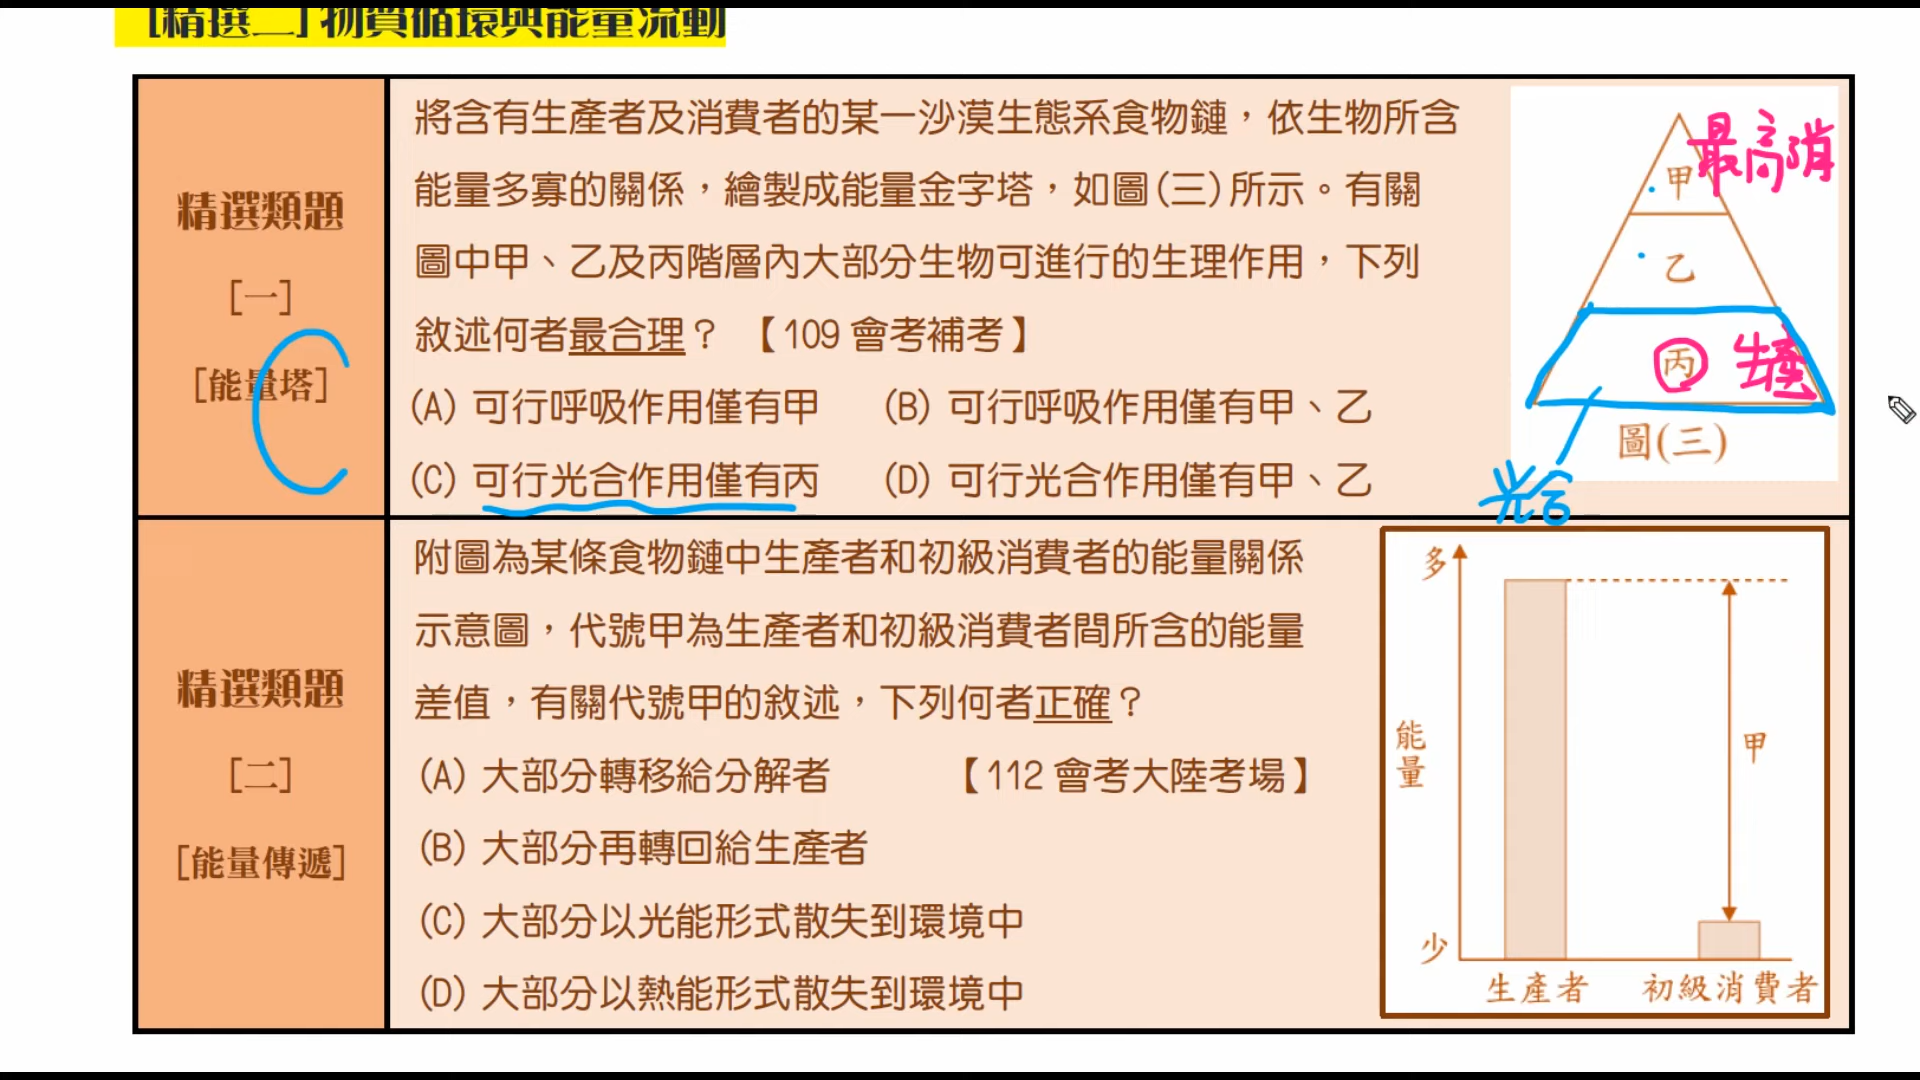 [精選二]物質循環與能量流動
精選類題
[一]
[能量塔]
將含有生產者及消費者的某一沙漠生態系食物鏈，依生物所含
能量多寡的關係，繪製成能量金字塔，如圖(三)所示。有關
圖中甲、乙及丙階層內大部分生物可進行的生理作用，下列
敘述何者最合理？ 【109 會考補考】
(A) 可行呼吸作用僅有甲 (B) 可行呼吸作用僅有甲、乙
(C) 可行光合作用僅有丙 (D) 可行光合作用僅有甲、乙
C
甲 最高消
乙
丙 生產
圖(三)
光合
精選類題
[二]
[能量傳遞]
附圖為某條食物鏈中生產者和初級消費者的能量關係
示意圖，代號甲為生產者和初級消費者間所含的能量
差值，有關代號甲的敘述，下列何者正確？
(A) 大部分轉移給分解者 【112 會考大陸考場】
(B) 大部分再轉回給生產者
(C) 大部分以光能形式散失到環境中
(D) 大部分以熱能形式散失到環境中
多
能量
甲
少
生產者 初級消費者